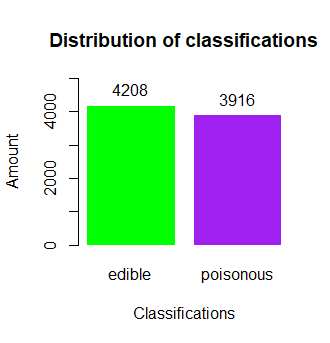 Distribution of classifications
4208
3916
4000
2000
0
Amount
edible
poisonous
Classifications